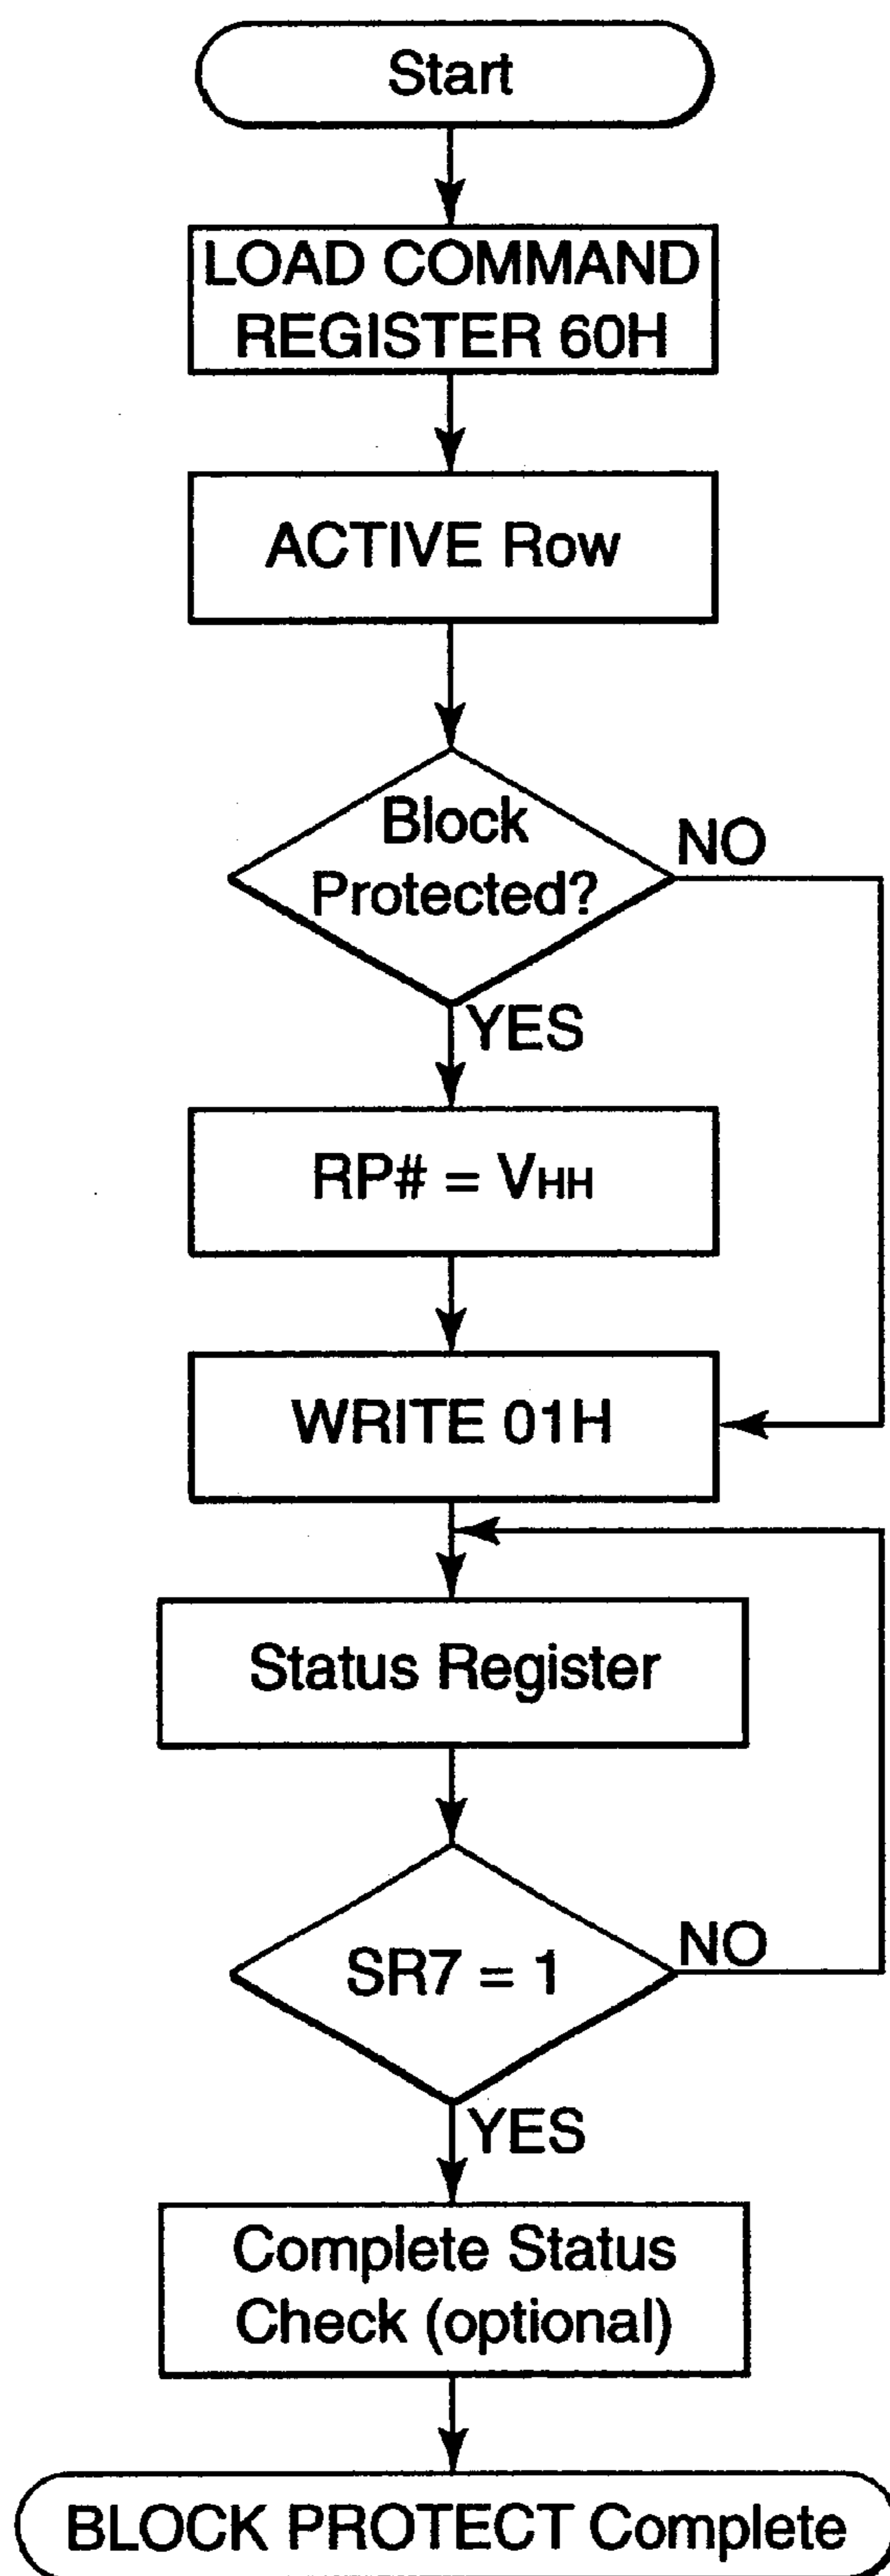 Start
LOAD COMMAND
REGISTER 60H
ACTIVE Row
Block
Protected?
NO
YES
RP# = VHH
WRITE 01H
Status Register
SR7 = 1
NO
YES
Complete Status
Check (optional)
BLOCK PROTECT Complete